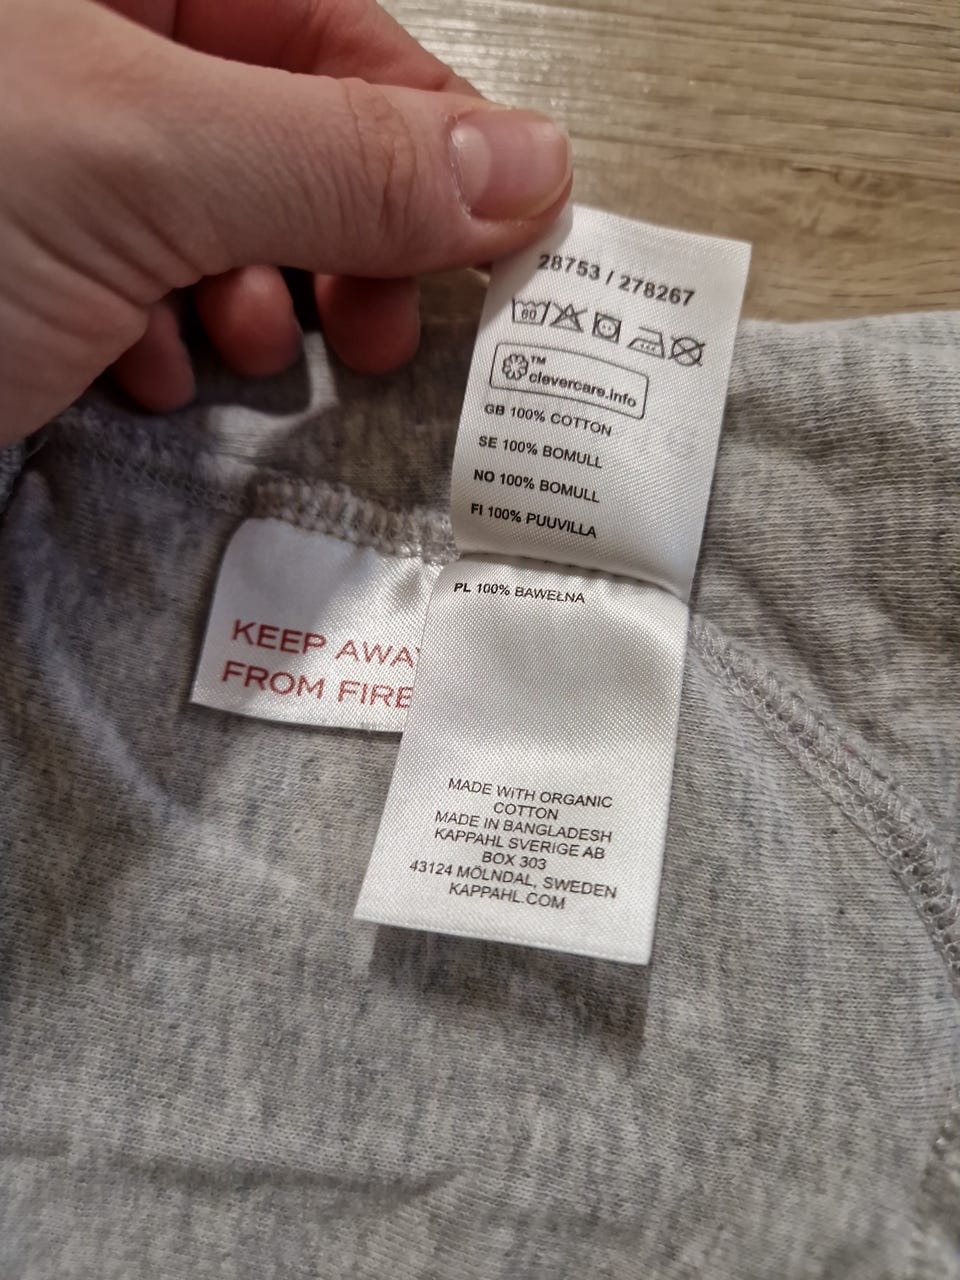 28753 / 278267
60
™
clevercare.info
GB 100% COTTON
SE 100% BOMULL
NO 100% BOMULL
FI 100% PUUVILLA
PL 100% BAWEŁNA
KEEP AWAY
FROM FIRE
MADE WITH ORGANIC
COTTON
MADE IN BANGLADESH
KAPPAHL SVERIGE AB
BOX 303
43124 MÖLNDAL, SWEDEN
KAPPAHL.COM